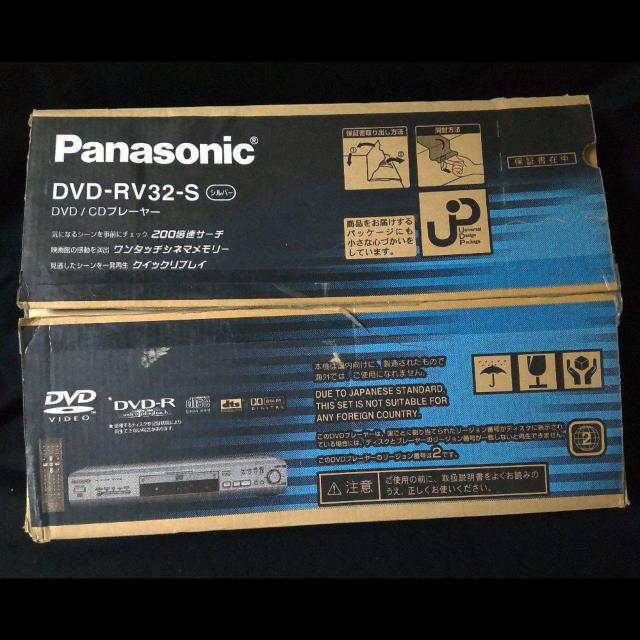 Panasonic®
DVD-RV32-S シルバー
DVD / CDプレーヤー
気になるシーンを事前にチェック 200倍速サーチ
映画館の感動を演出 ワンタッチシネマメモリー
見逃したシーンを一発再生 クイックリプレイ
保証書取り出し方法
開封方法
保証書在中
商品をお届けする
パッケージにも
小さな心づかいを
しています。
UP
Universal
Design
Package
本機は国内向けに、製造されたもので
海外では、ご使用になれません。
DUE TO JAPANESE STANDARD,
THIS SET IS NOT SUITABLE FOR
ANY FOREIGN COUNTRY.
このDVDプレーヤーのリージョン番号は2です。
2
⚠注意
ご使用の前に、取扱説明書をよくお読みの
うえ、正しくお使いください。
DVD
VIDEO
*DVD-R
dts
DIGITAL